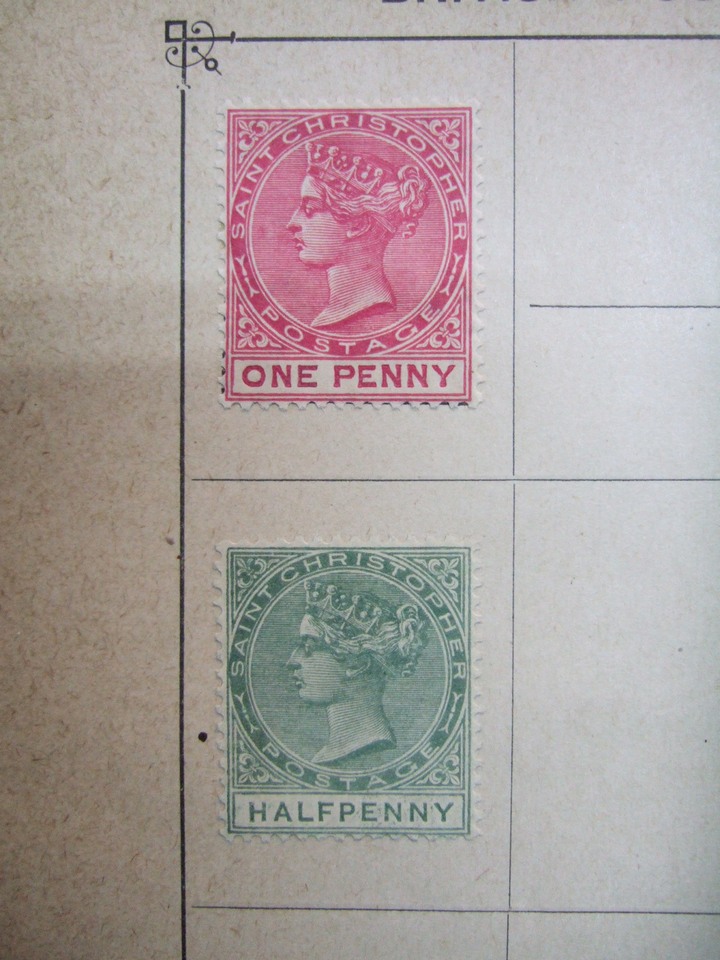 SAINT CHRISTOPHER
POSTAGE
ONE PENNY
SAINT CHRISTOPHER
POSTAGE
HALFPENNY